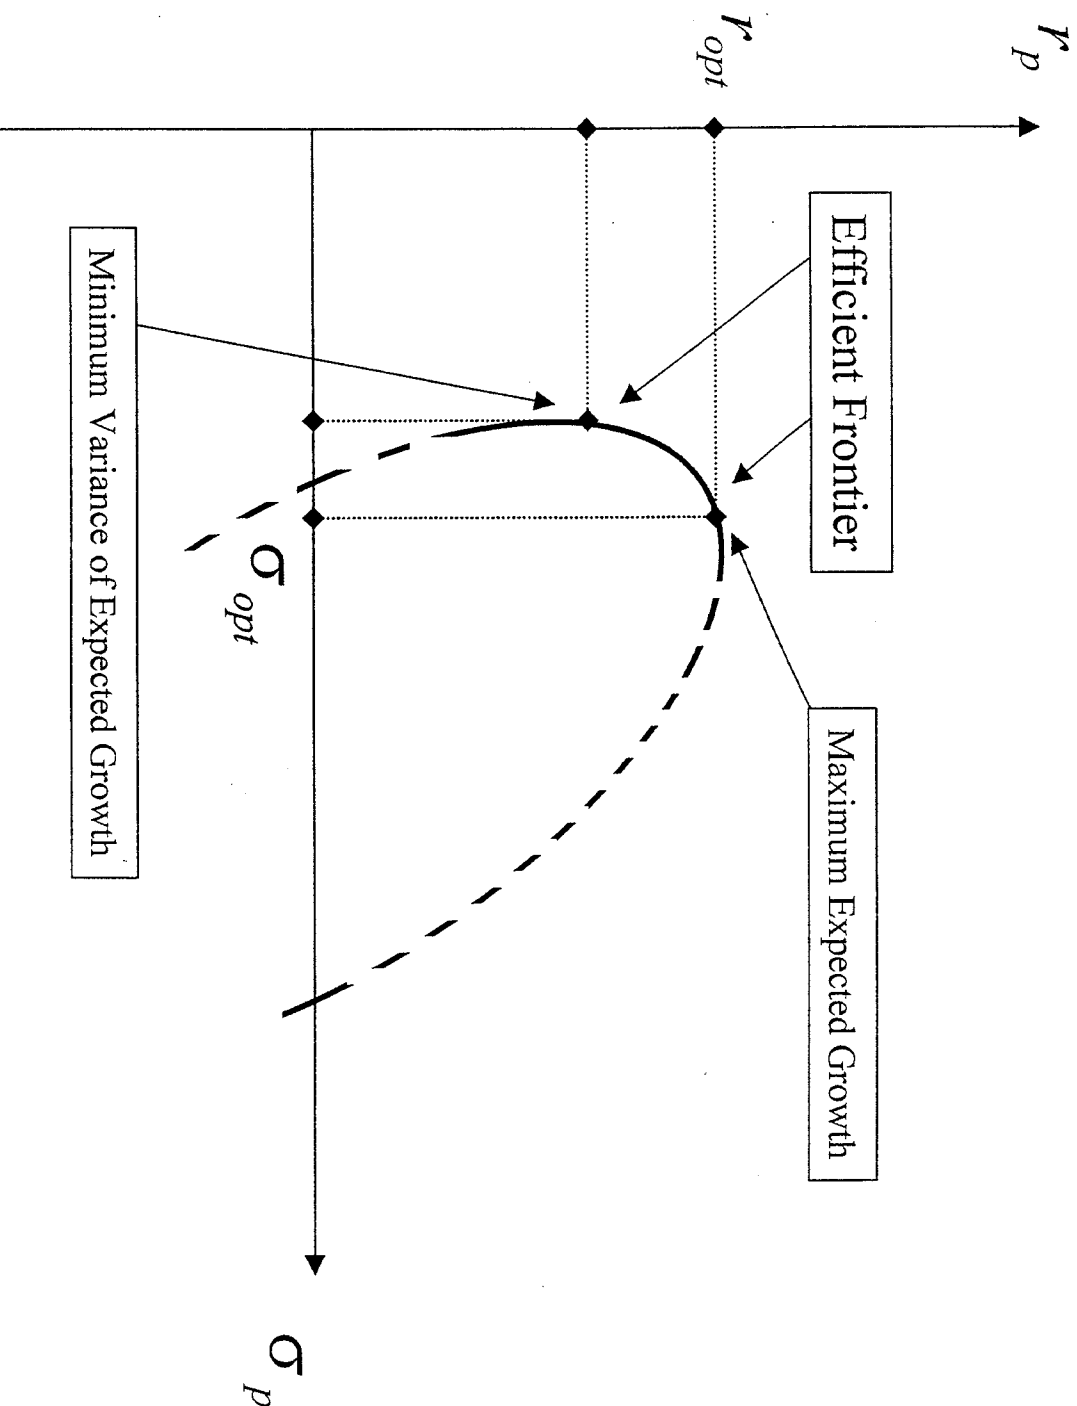 r_p
r_opt
Efficient Frontier
Maximum Expected Growth
σ_opt
σ_p
Minimum Variance of Expected Growth